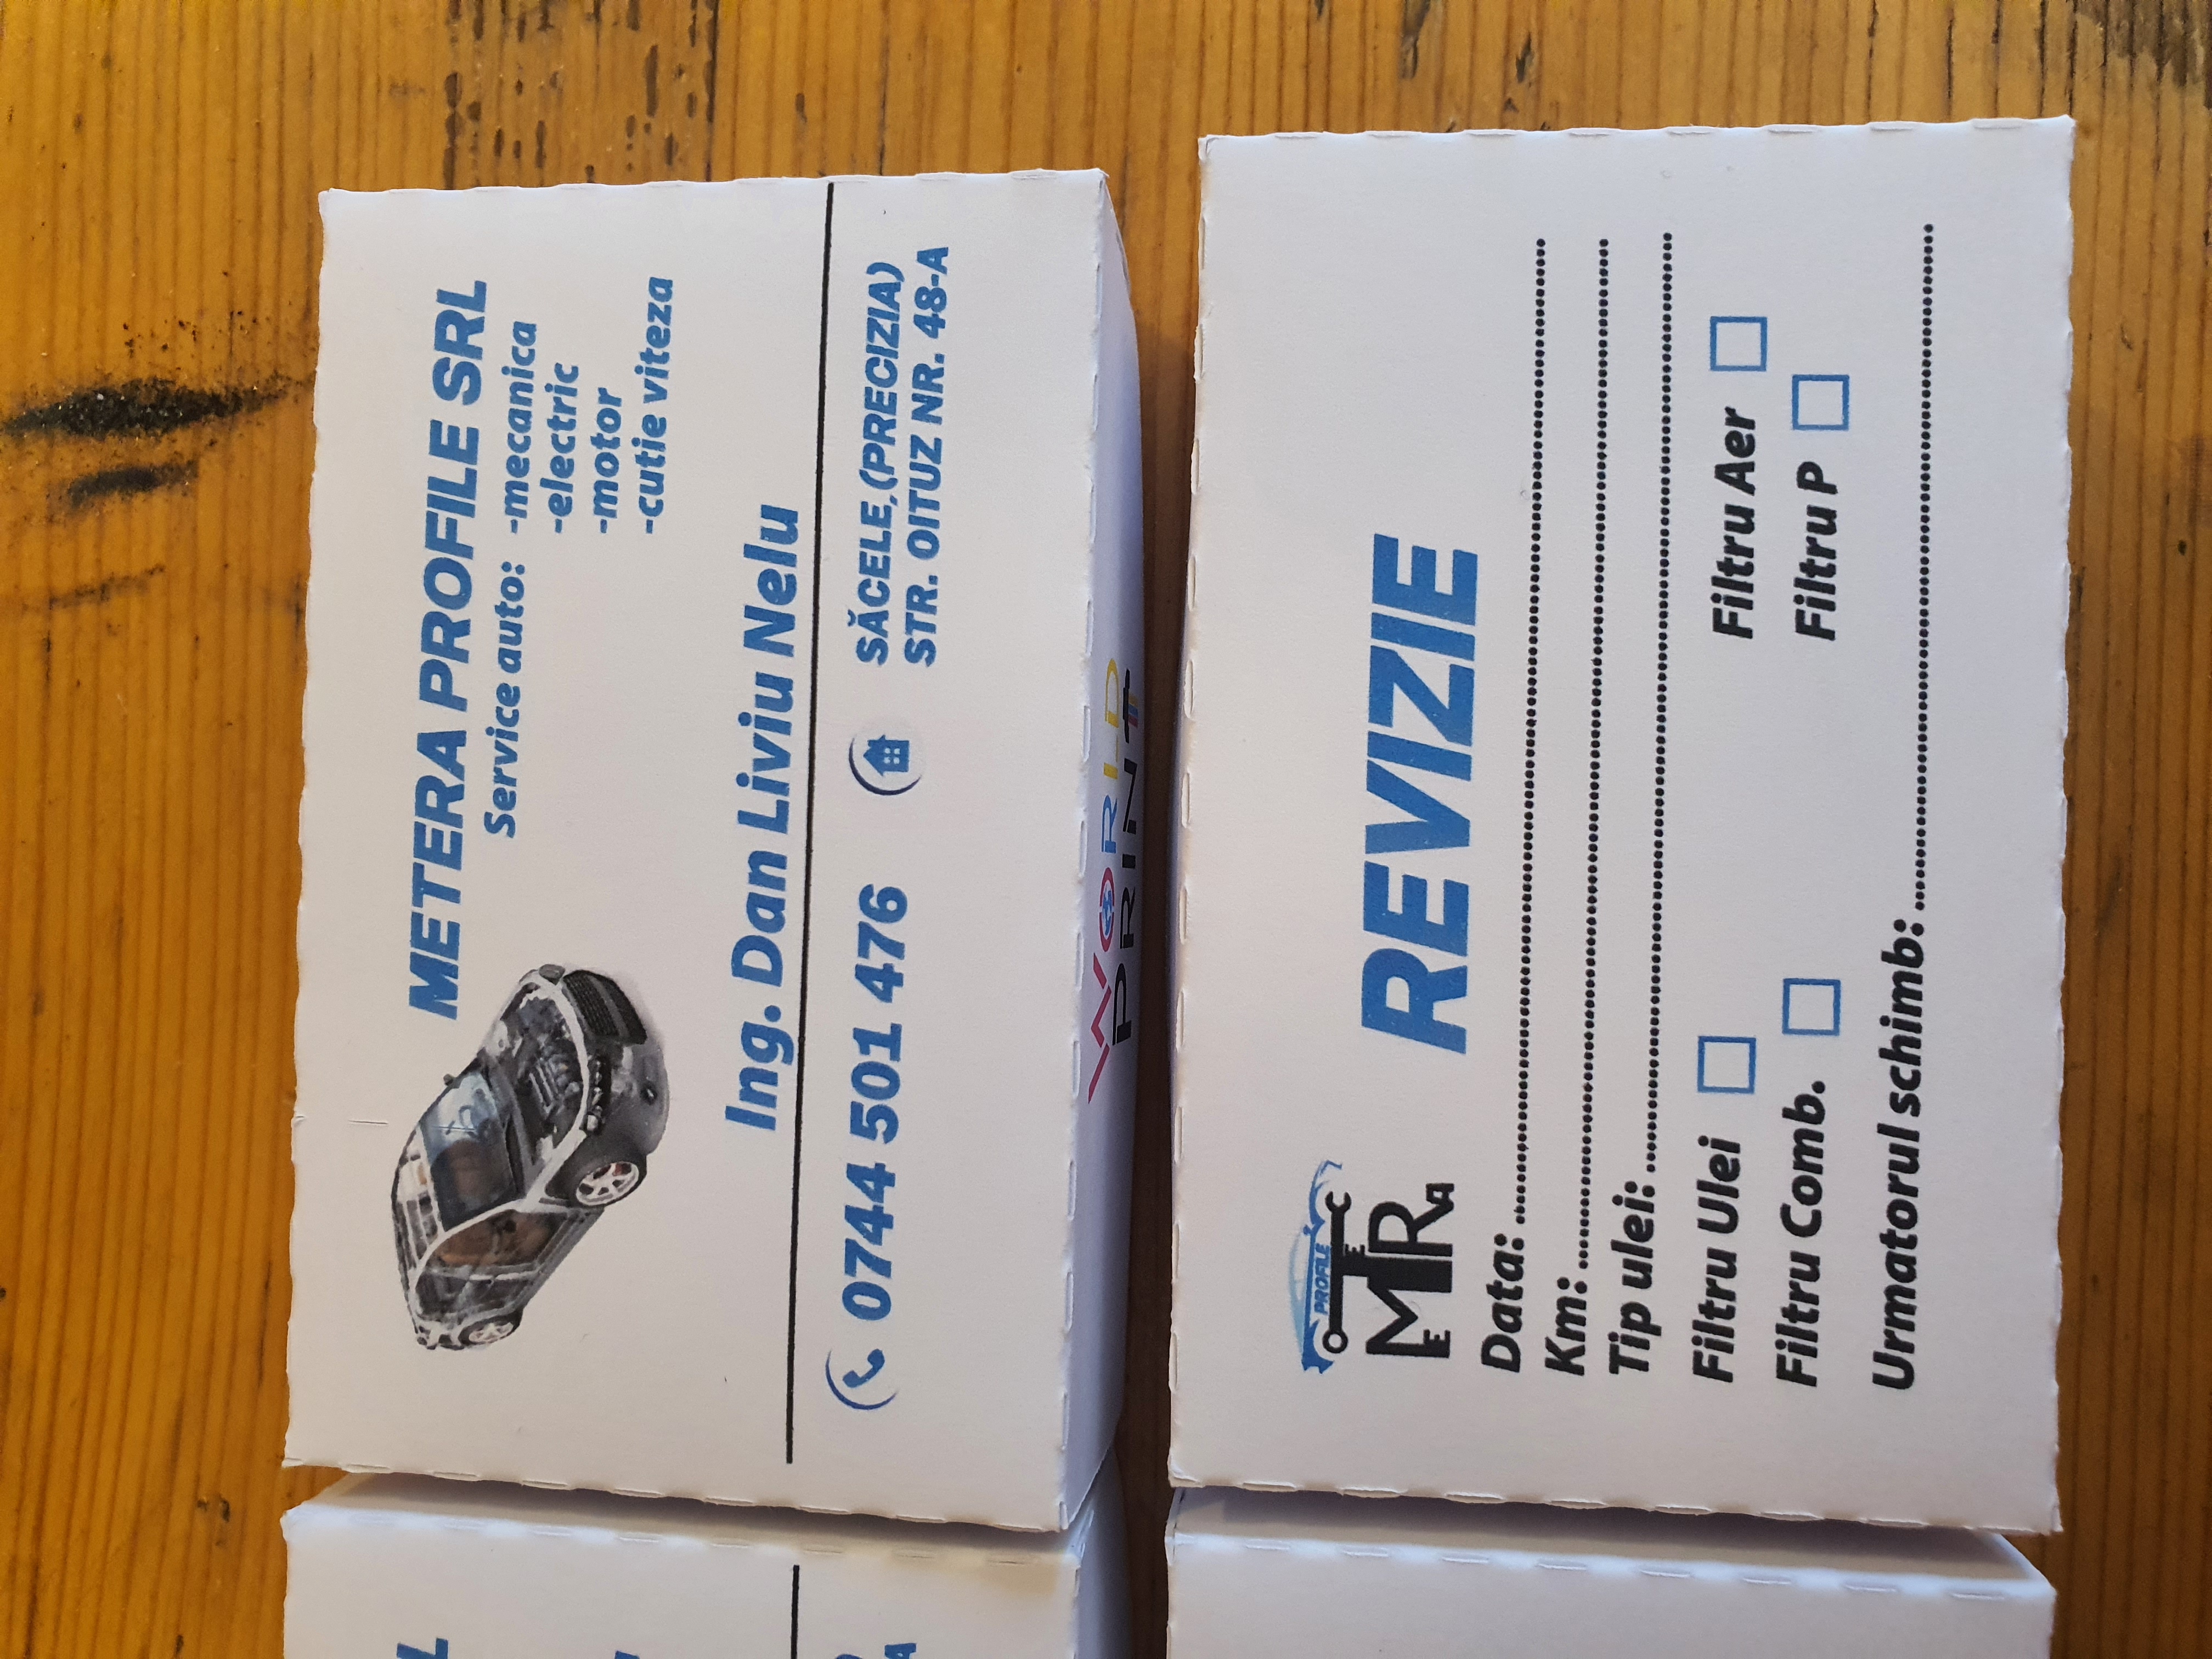 METERA PROFILE SRL
Service auto: -mecanica
-electric
-motor
-cutie viteza
Ing. Dan Liviu Nelu
0744 501 476
SĂCELE,(PRECIZIA)
STR. OITUZ NR. 48-A
WORLD
PRINT
PROFILE
METERa
REVIZIE
Data:
Km:
Tip ulei:
Filtru Ulei
Filtru Aer
Filtru Comb.
Filtru P
Urmatorul schimb:
L
A